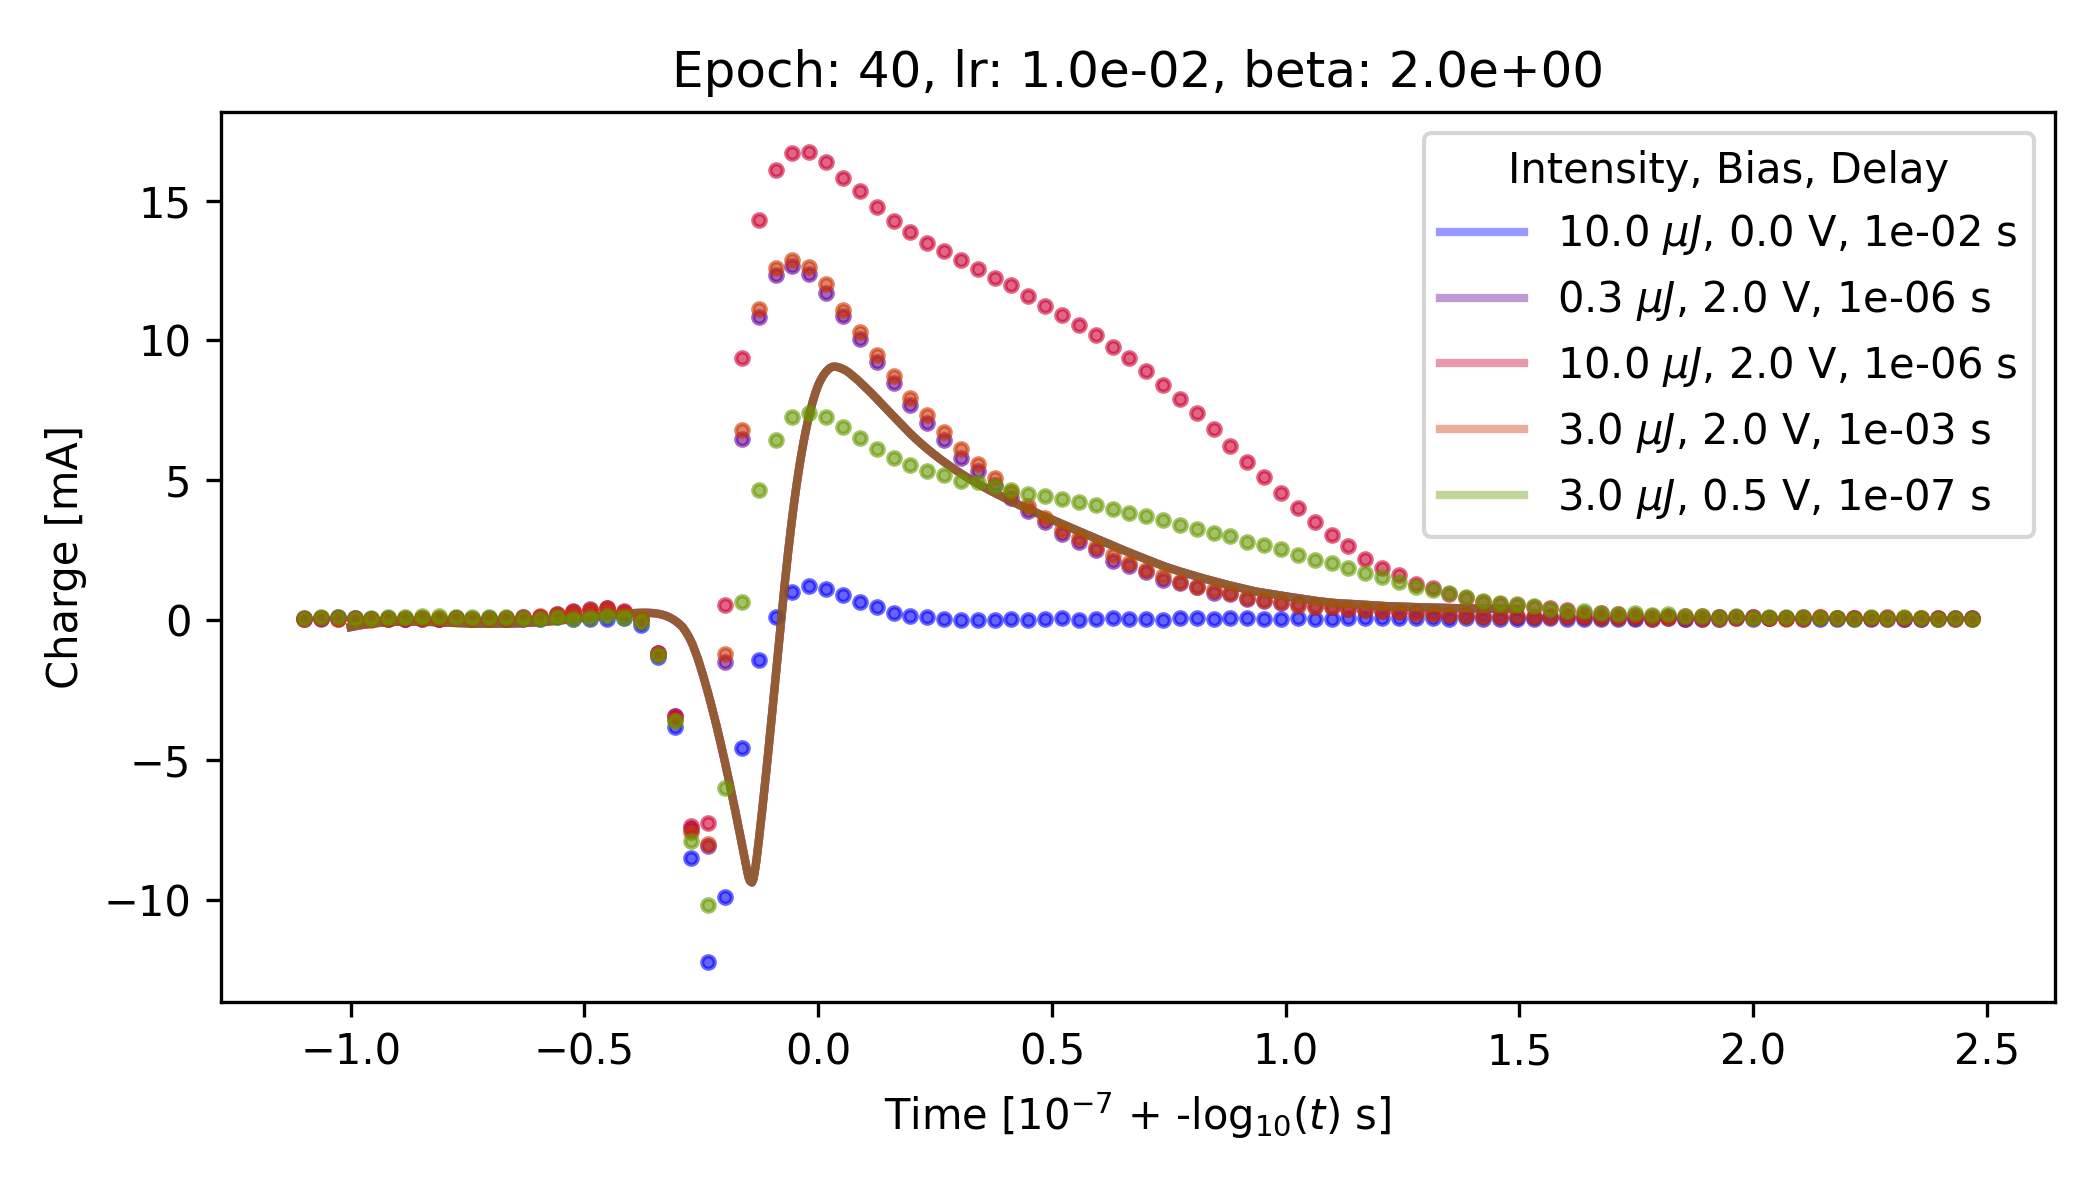 Epoch: 40, lr: 1.0e-02, beta: 2.0e+00
Charge [mA]
15
10
5
0
−5
−10
Intensity, Bias, Delay
10.0 μJ, 0.0 V, 1e-02 s
0.3 μJ, 2.0 V, 1e-06 s
10.0 μJ, 2.0 V, 1e-06 s
3.0 μJ, 2.0 V, 1e-03 s
3.0 μJ, 0.5 V, 1e-07 s
−1.0 −0.5 0.0 0.5 1.0 1.5 2.0 2.5
Time [10⁻⁷ + -log₁₀(t) s]